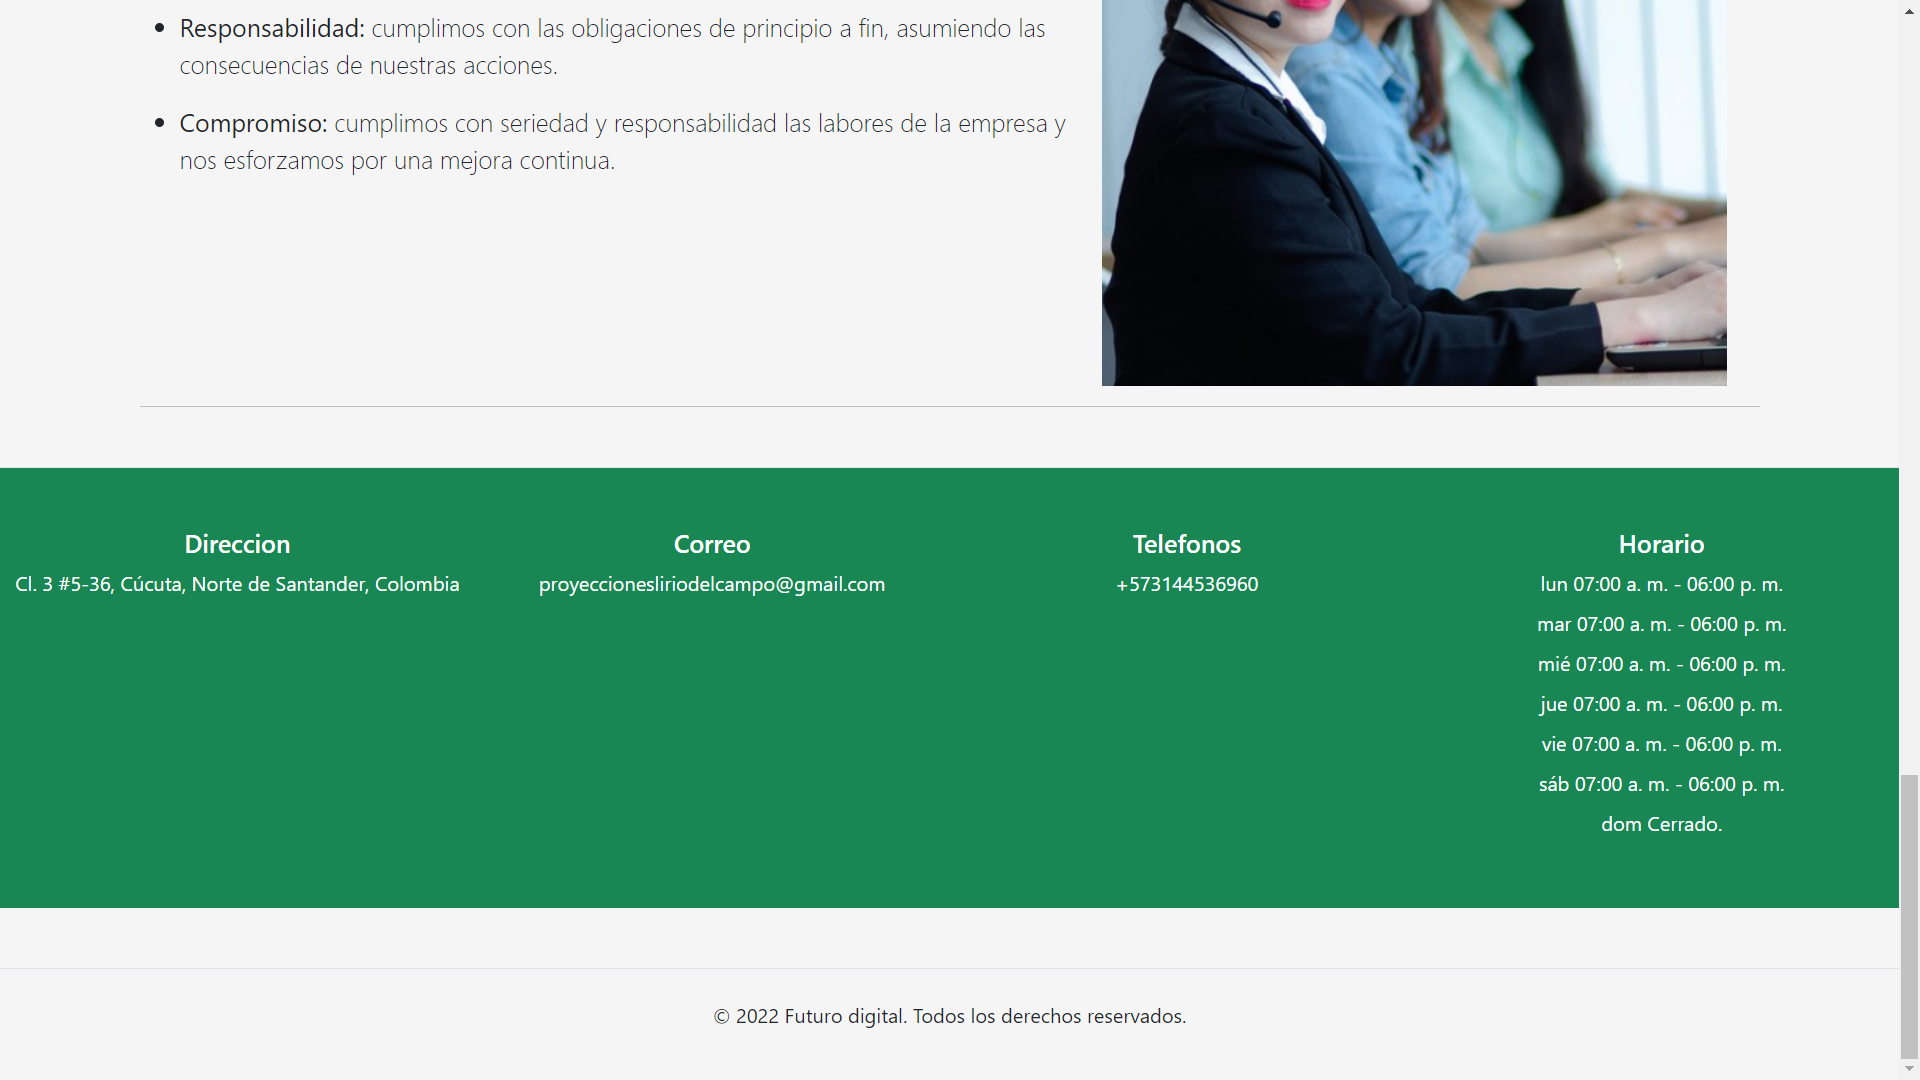 Responsabilidad: cumplimos con las obligaciones de principio a fin, asumiendo las
consecuencias de nuestras acciones.
Compromiso: cumplimos con seriedad y responsabilidad las labores de la empresa y
nos esforzamos por una mejora continua.
Direccion
Cl. 3 #5-36, Cúcuta, Norte de Santander, Colombia
Correo
proyeccionesliriodelcampo@gmail.com
Telefonos
+573144536960
Horario
lun 07:00 a. m. - 06:00 p. m.
mar 07:00 a. m. - 06:00 p. m.
mié 07:00 a. m. - 06:00 p. m.
jue 07:00 a. m. - 06:00 p. m.
vie 07:00 a. m. - 06:00 p. m.
sáb 07:00 a. m. - 06:00 p. m.
dom Cerrado.
© 2022 Futuro digital. Todos los derechos reservados.